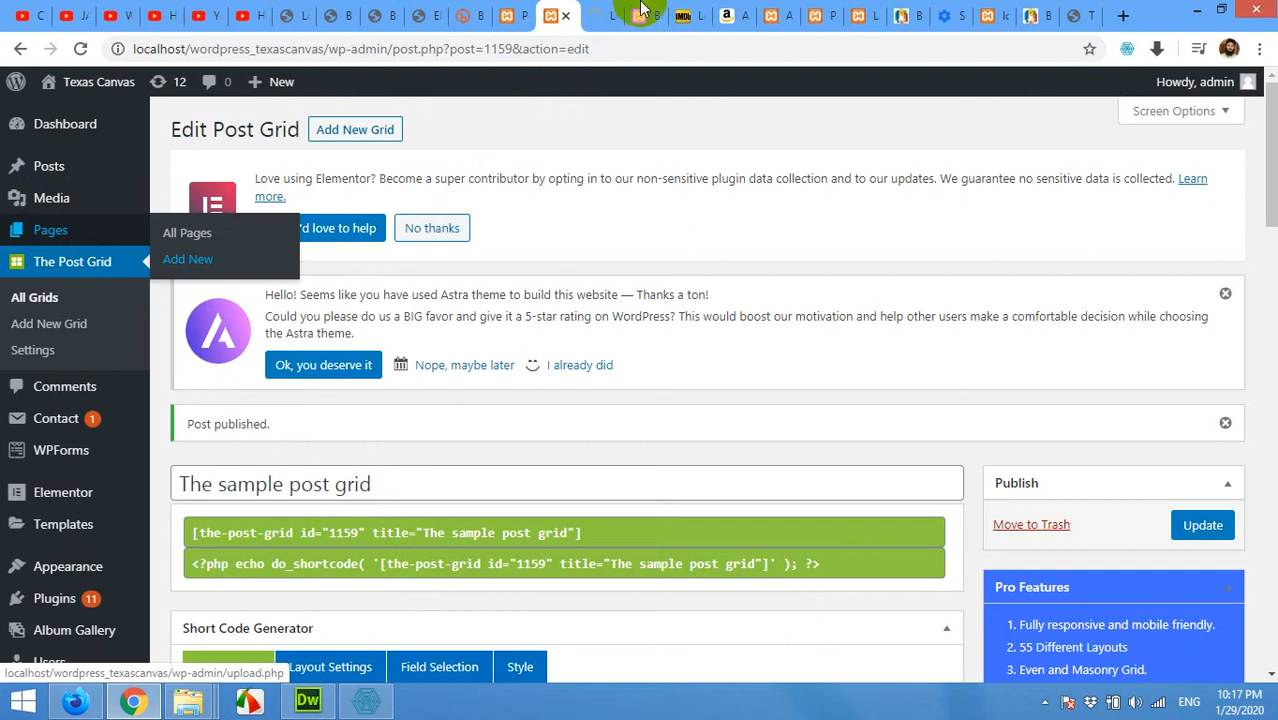 C
L
V
H
Y
H
L
B
B
El
B
P
L
B
IMDb
L
a
A
A
P
L
B
S
Ic
B
T
localhost/wordpress_texascanvas/wp-admin/post.php?post=1159&action=edit
Texas Canvas
12
0
New
Howdy, admin
Dashboard
Posts
Media
Pages
The Post Grid
All Grids
Add New Grid
Settings
Comments
Contact 1
WPForms
Elementor
Templates
Appearance
Plugins 11
Album Gallery
All Pages
Add New
Edit Post Grid
Add New Grid
Screen Options
Love using Elementor? Become a super contributor by opting in to our non-sensitive plugin data collection and to our updates. We guarantee no sensitive data is collected. Learn
more.
'd love to help
No thanks
Hello! Seems like you have used Astra theme to build this website — Thanks a ton!
Could you please do us a BIG favor and give it a 5-star rating on WordPress? This would boost our motivation and help other users make a comfortable decision while choosing
the Astra theme.
Ok, you deserve it
Nope, maybe later
I already did
Post published.
The sample post grid
[the-post-grid id="1159" title="The sample post grid"]
<?php echo do_shortcode( '[the-post-grid id="1159" title="The sample post grid"]' ); ?>
Publish
Move to Trash
Update
Pro Features
1. Fully responsive and mobile friendly.
2. 55 Different Layouts
3. Even and Masonry Grid.
Short Code Generator
Layout Settings
Field Selection
Style
localhost/wordpress_texascanvas/wp-admin/upload.php
Dw
ENG
10:17 PM
1/29/2020